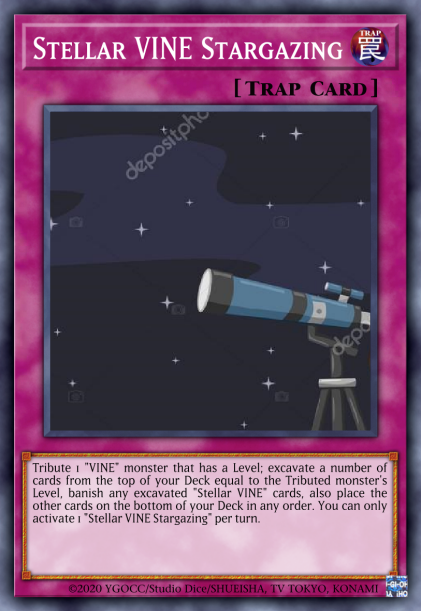 STELLAR VINE STARGAZING
TRAP
罠
[TRAP CARD]
depositpho
depo
Tribute 1 "VINE" monster that has a Level; excavate a number of
cards from the top of your Deck equal to the Tributed monster's
Level, banish any excavated "Stellar VINE" cards, also place the
other cards on the bottom of your Deck in any order. You can only
activate 1 "Stellar VINE Stargazing" per turn.
©2020 YGOCC/Studio Dice/SHUEISHA, TV TOKYO, KONAMI